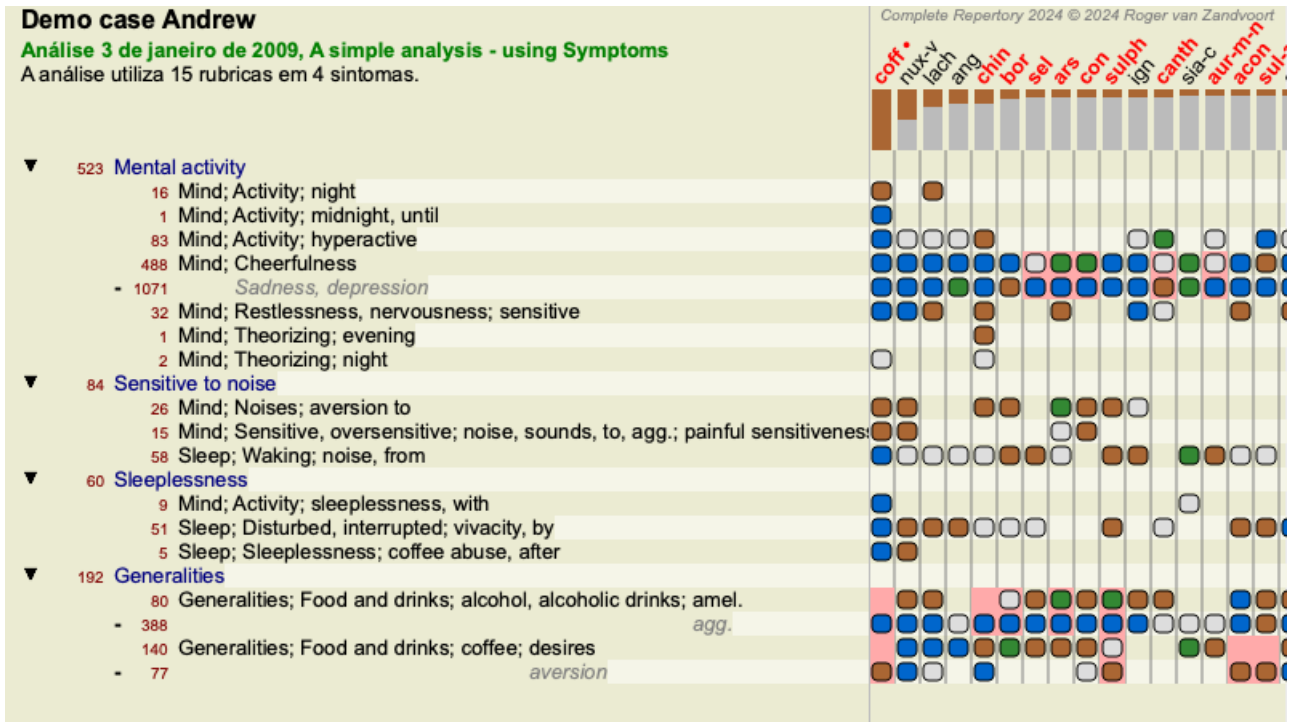 Demo case Andrew
Complete Repertory 2024 © 2024 Roger van Zandvoort
Análise 3 de janeiro de 2009, A simple analysis - using Symptoms
A análise utiliza 15 rubricas em 4 sintomas.
coff • nux-v lach ang chin bor sel ars con sulph ign canth sia-c aur-m-n acon
▼ 523 Mental activity
16 Mind; Activity; night
1 Mind; Activity; midnight, until
83 Mind; Activity; hyperactive
488 Mind; Cheerfulness
- 1071 Sadness, depression
32 Mind; Restlessness, nervousness; sensitive
1 Mind; Theorizing; evening
2 Mind; Theorizing; night
▼ 84 Sensitive to noise
26 Mind; Noises; aversion to
15 Mind; Sensitive, oversensitive; noise, sounds, to, agg.; painful sensitiveness
58 Sleep; Waking; noise, from
▼ 60 Sleeplessness
9 Mind; Activity; sleeplessness, with
51 Sleep; Disturbed, interrupted; vivacity, by
5 Sleep; Sleeplessness; coffee abuse, after
▼ 192 Generalities
80 Generalities; Food and drinks; alcohol, alcoholic drinks; amel.
- 388 agg.
140 Generalities; Food and drinks; coffee; desires
- 77 aversion